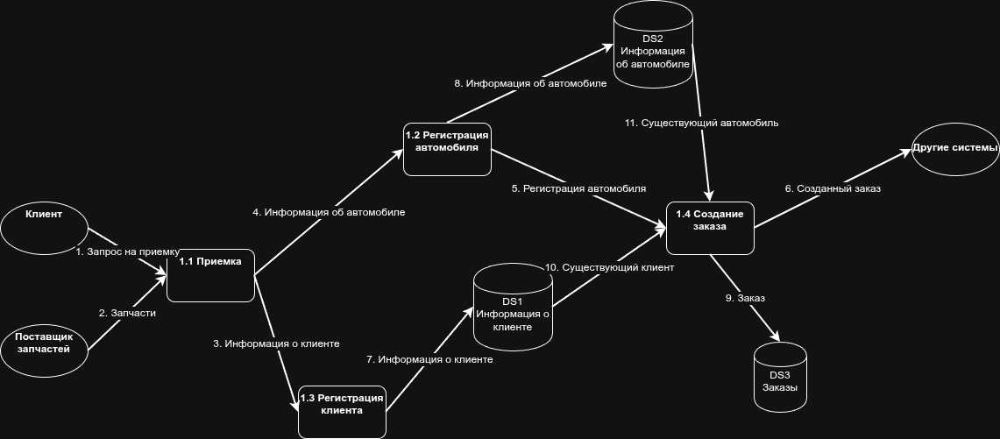 DS2
Информация
об автомобиле
8. Информация об автомобиле
11. Существующий автомобиль
1.2 Регистрация
автомобиля
Другие системы
5. Регистрация автомобиля
6. Созданный заказ
4. Информация об автомобиле
Клиент
1.4 Создание
заказа
1. Запрос на приемку
1.1 Приемка
10. Существующий клиент
DS1
Информация о
клиенте
9. Заказ
2. Запчасти
Поставщик
запчастей
3. Информация о клиенте
7. Информация о клиенте
DS3
Заказы
1.3 Регистрация
клиента